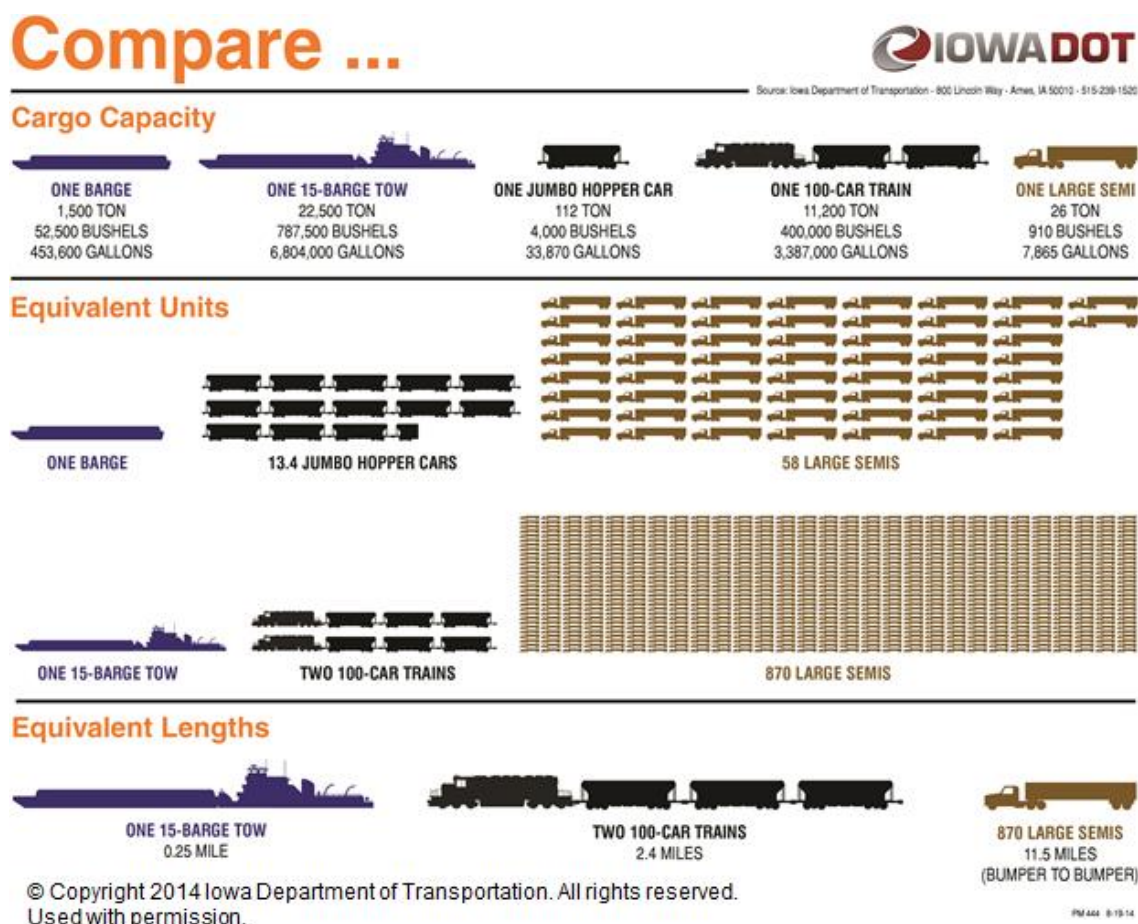 Compare ...
IOWADOT
Source: Iowa Department of Transportation - 800 Lincoln Way - Ames, IA 50010 - 515-239-1520
Cargo Capacity
ONE BARGE
1,500 TON
52,500 BUSHELS
453,600 GALLONS
ONE 15-BARGE TOW
22,500 TON
787,500 BUSHELS
6,804,000 GALLONS
ONE JUMBO HOPPER CAR
112 TON
4,000 BUSHELS
33,870 GALLONS
ONE 100-CAR TRAIN
11,200 TON
400,000 BUSHELS
3,387,000 GALLONS
ONE LARGE SEMI
26 TON
910 BUSHELS
7,865 GALLONS
Equivalent Units
ONE BARGE
13.4 JUMBO HOPPER CARS
58 LARGE SEMIS
ONE 15-BARGE TOW
TWO 100-CAR TRAINS
870 LARGE SEMIS
Equivalent Lengths
ONE 15-BARGE TOW
0.25 MILE
TWO 100-CAR TRAINS
2.4 MILES
870 LARGE SEMIS
11.5 MILES
(BUMPER TO BUMPER)
© Copyright 2014 Iowa Department of Transportation. All rights reserved.
Used with permission.
PM 444 8-19-14